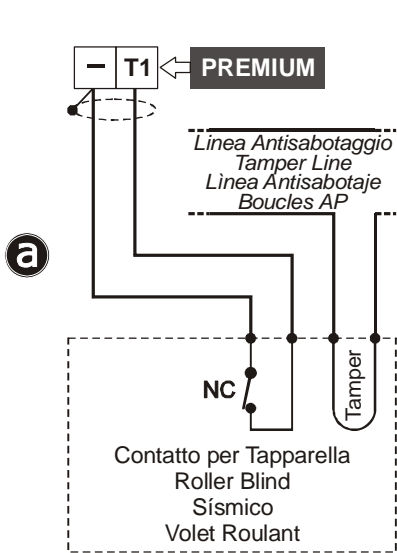 − T1 PREMIUM
Linea Antisabotaggio
Tamper Line
Lìnea Antisabotaje
Boucles AP
a
NC
Tamper
Contatto per Tapparella
Roller Blind
Sísmico
Volet Roulant